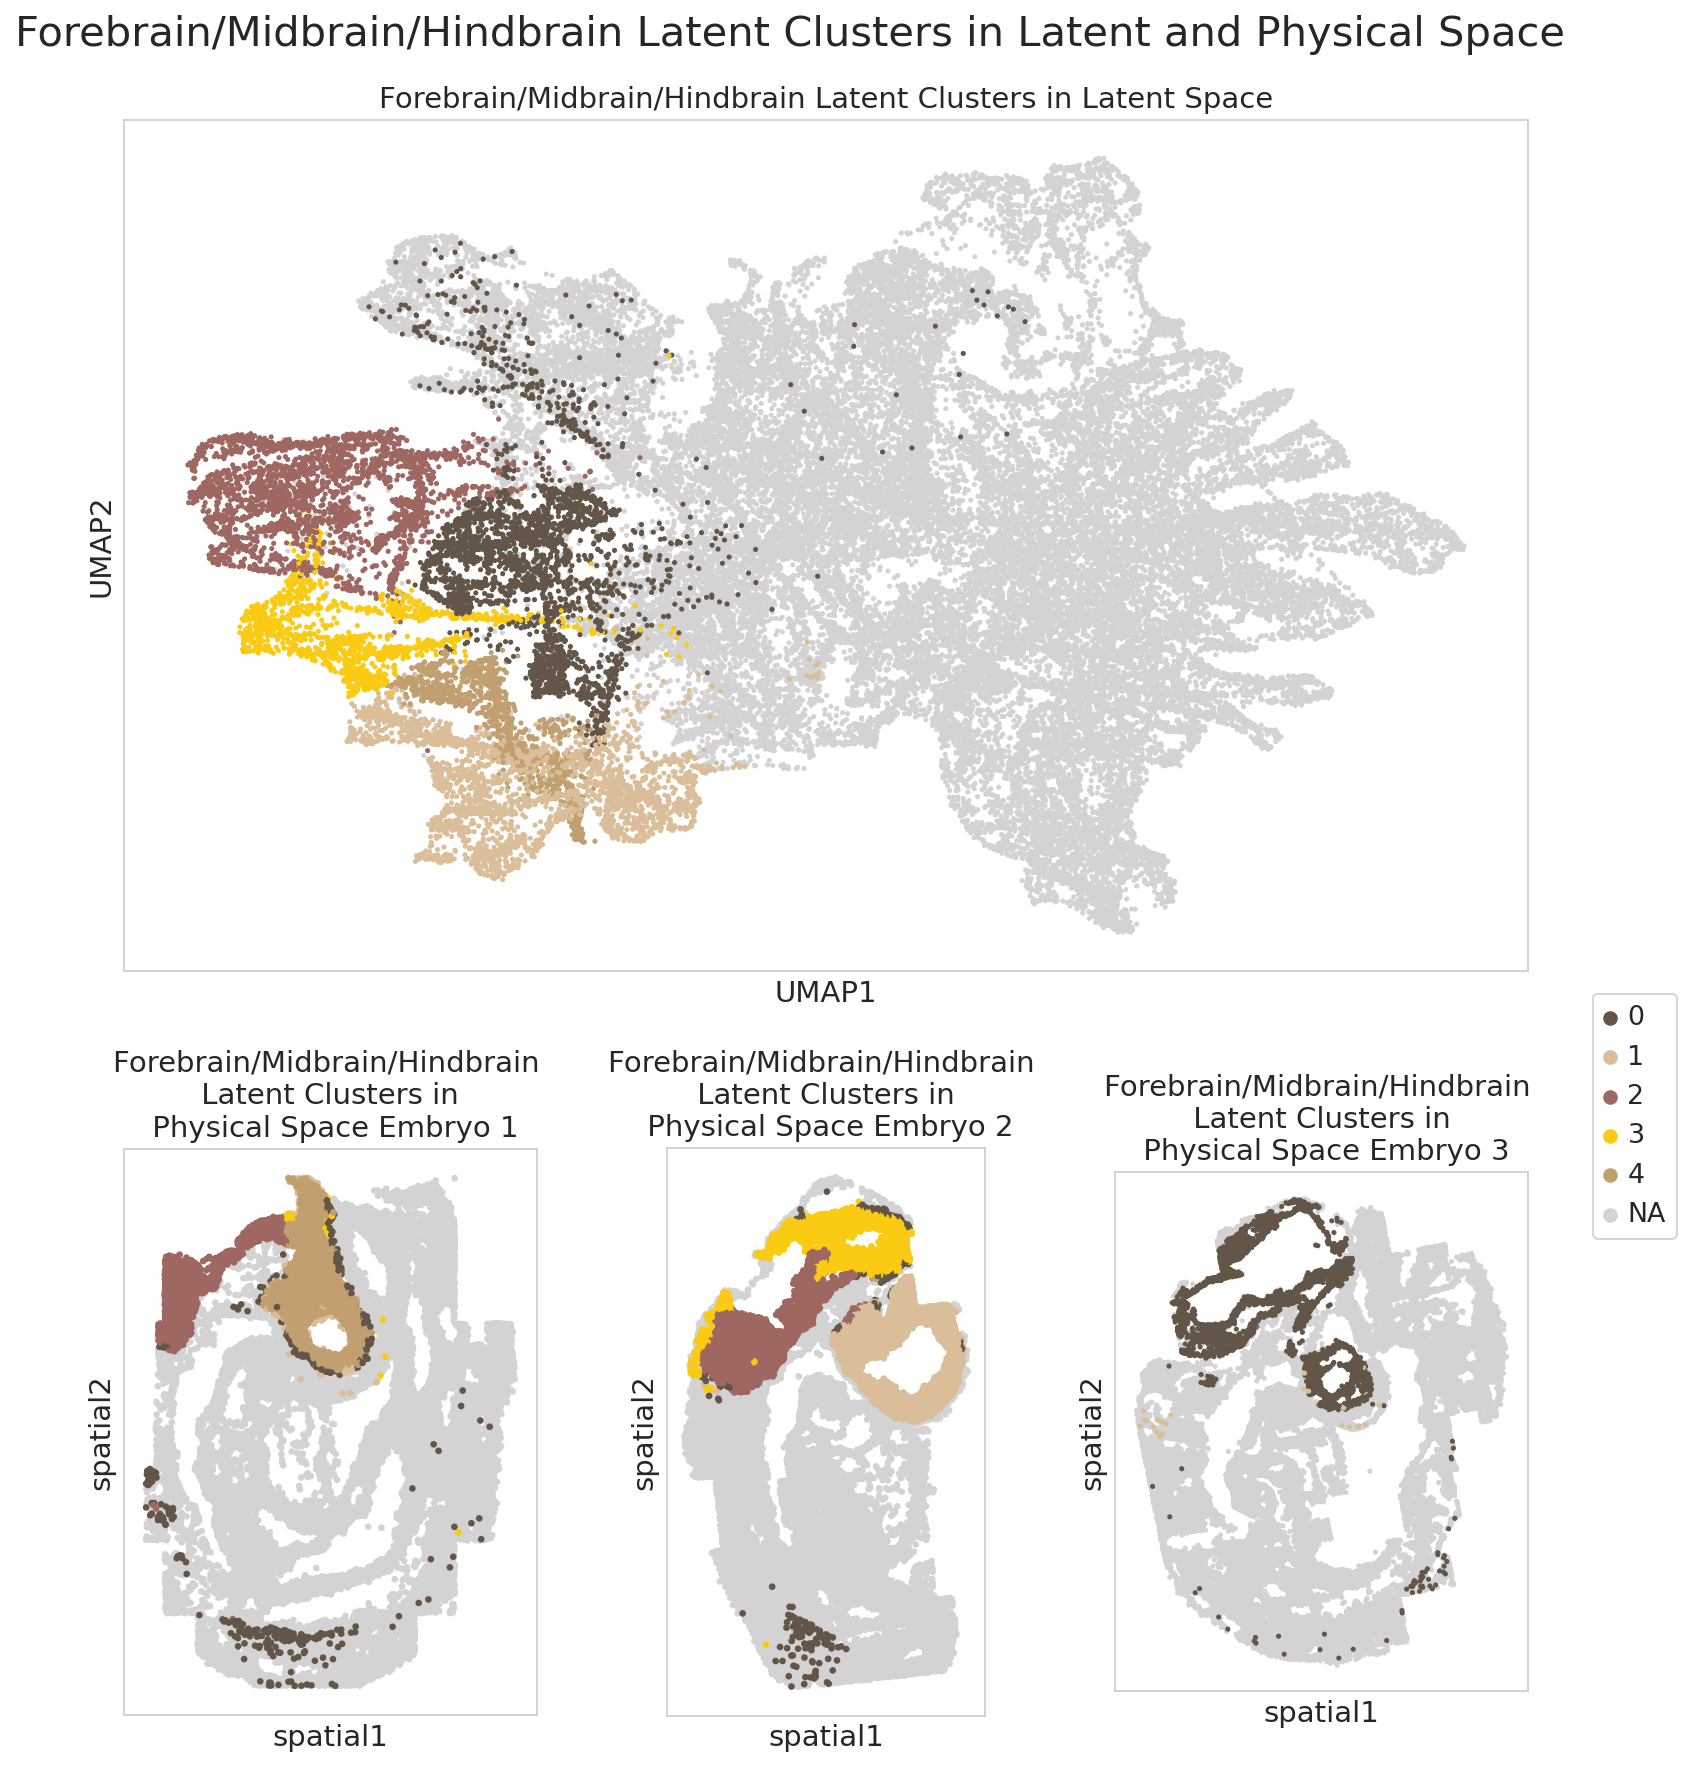 Forebrain/Midbrain/Hindbrain Latent Clusters in Latent and Physical Space
Forebrain/Midbrain/Hindbrain Latent Clusters in Latent Space
UMAP2
UMAP1
Forebrain/Midbrain/Hindbrain
Latent Clusters in
Physical Space Embryo 1
spatial2
spatial1
Forebrain/Midbrain/Hindbrain
Latent Clusters in
Physical Space Embryo 2
spatial2
spatial1
Forebrain/Midbrain/Hindbrain
Latent Clusters in
Physical Space Embryo 3
spatial2
spatial1
0
1
2
3
4
NA